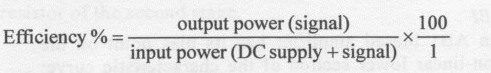 Efficiency % = output power (signal) / input power (DC supply + signal) × 100 / 1